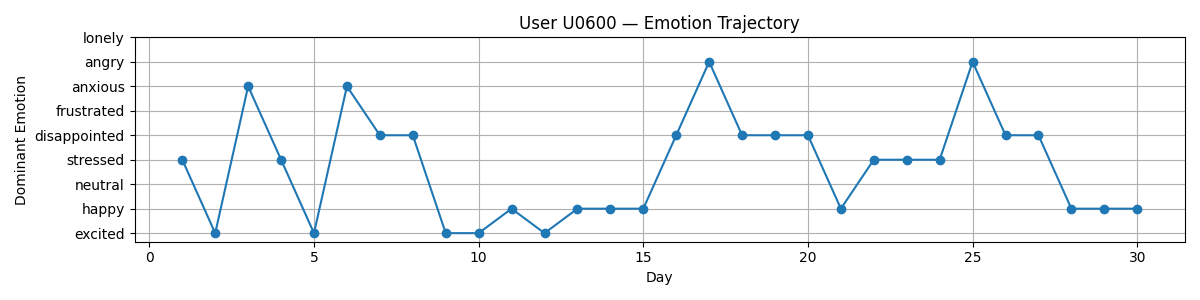 User U0600 — Emotion Trajectory
Dominant Emotion
lonely
angry
anxious
frustrated
disappointed
stressed
neutral
happy
excited
0 5 10 15 20 25 30
Day